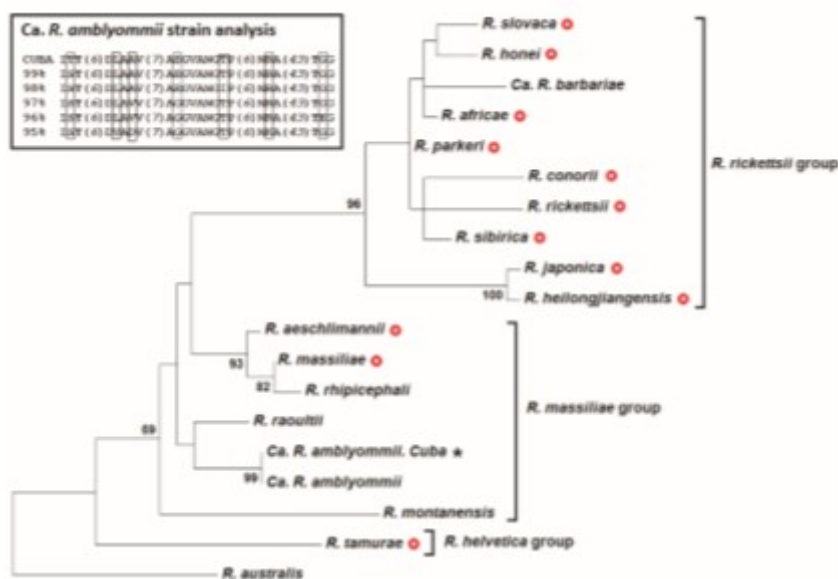 Ca. R. amblyommii strain analysis
CUBA
99%
98%
97%
96%
95%
R. slovaca
R. honei
Ca. R. barbariae
R. africae
R. parkeri
R. conorii
R. rickettsii
R. sibirica
R. japonica
R. heilongjiangensis
R. rickettsii group
96
100
R. aeschlimannii
R. massiliae
R. rhipicephali
R. raoultii
Ca. R. amblyommii. Cuba *
Ca. R. amblyommii
R. montanensis
R. massiliae group
93
82
69
99
R. tamurae
R. helvetica group
R. australis